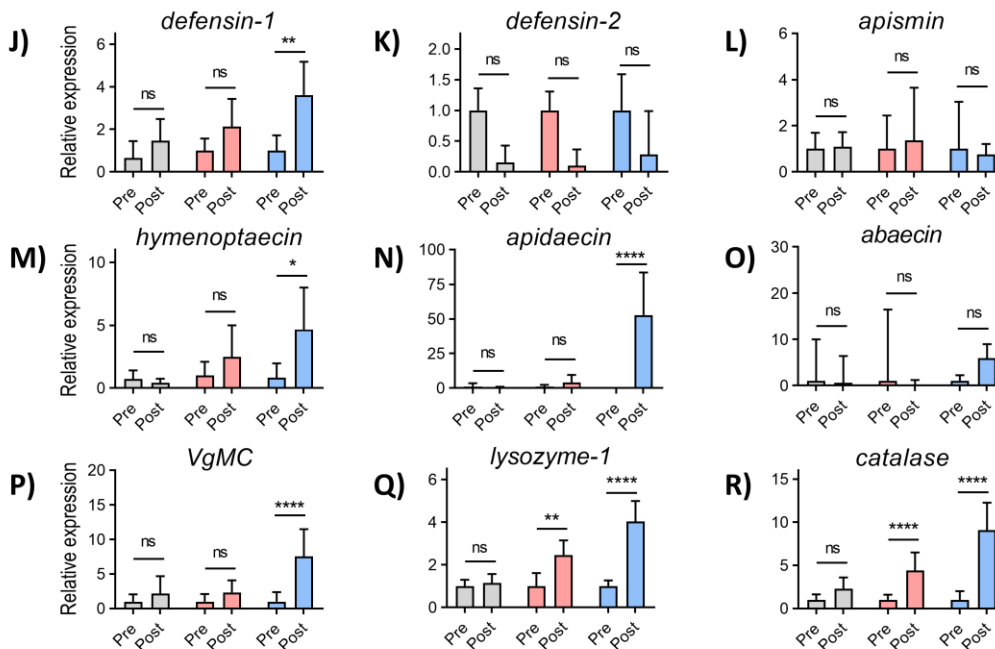 J) defensin-1
Relative expression
6
4
2
0
ns
ns
**
Pre Post Pre Post Pre Post
K) defensin-2
1.5
1.0
0.5
0.0
ns
ns
ns
Pre Post Pre Post Pre Post
L) apismin
6
4
2
0
ns
ns
ns
Pre Post Pre Post Pre Post
M) hymenoptaecin
Relative expression
10
5
0
ns
ns
*
Pre Post Pre Post Pre Post
N) apidaecin
100
75
50
25
0
ns
ns
****
Pre Post Pre Post Pre Post
O) abaecin
30
20
10
0
ns
ns
ns
Pre Post Pre Post Pre Post
P) VgMC
Relative expression
20
15
10
5
0
ns
ns
****
Pre Post Pre Post Pre Post
Q) lysozyme-1
6
4
2
0
ns
**
****
Pre Post Pre Post Pre Post
R) catalase
15
10
5
0
ns
****
****
Pre Post Pre Post Pre Post